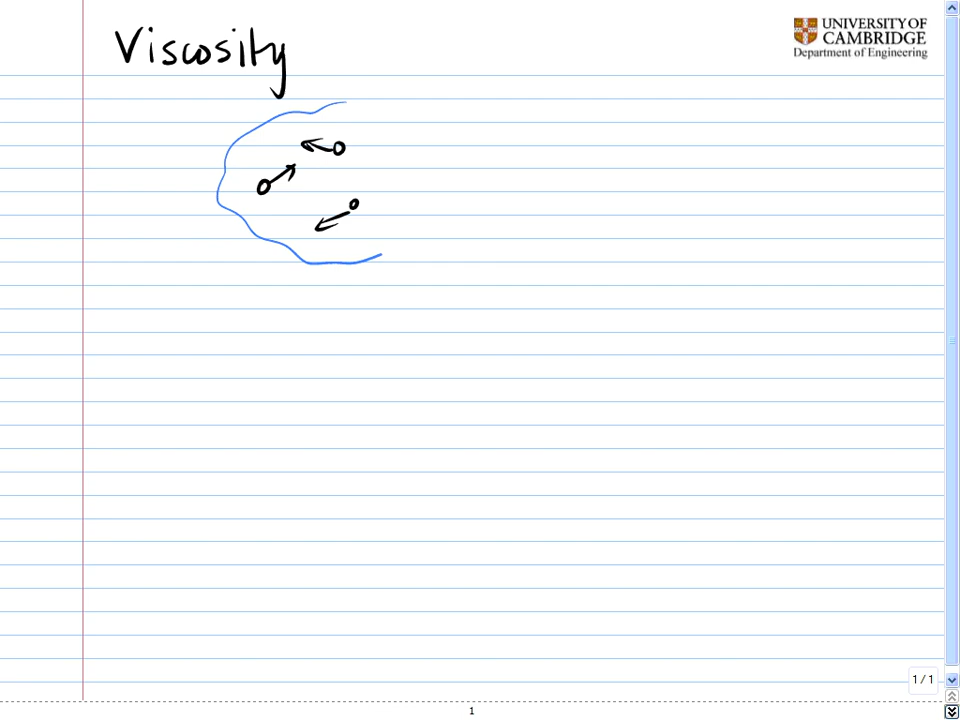 Viscosity
UNIVERSITY OF
CAMBRIDGE
Department of Engineering
1 / 1
1